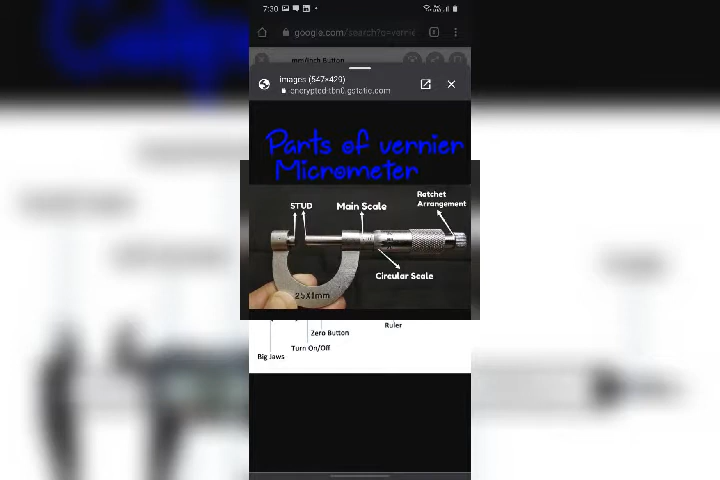 7:30
google.com/search?q=vernie
mm/inch Button
images (547×429)
encrypted-tbn0.gstatic.com
Parts of vernier
Micrometer
STUD
Main Scale
Ratchet
Arrangement
Circular Scale
25X1mm
Ruler
Zero Button
Turn On/Off
Big Jaws